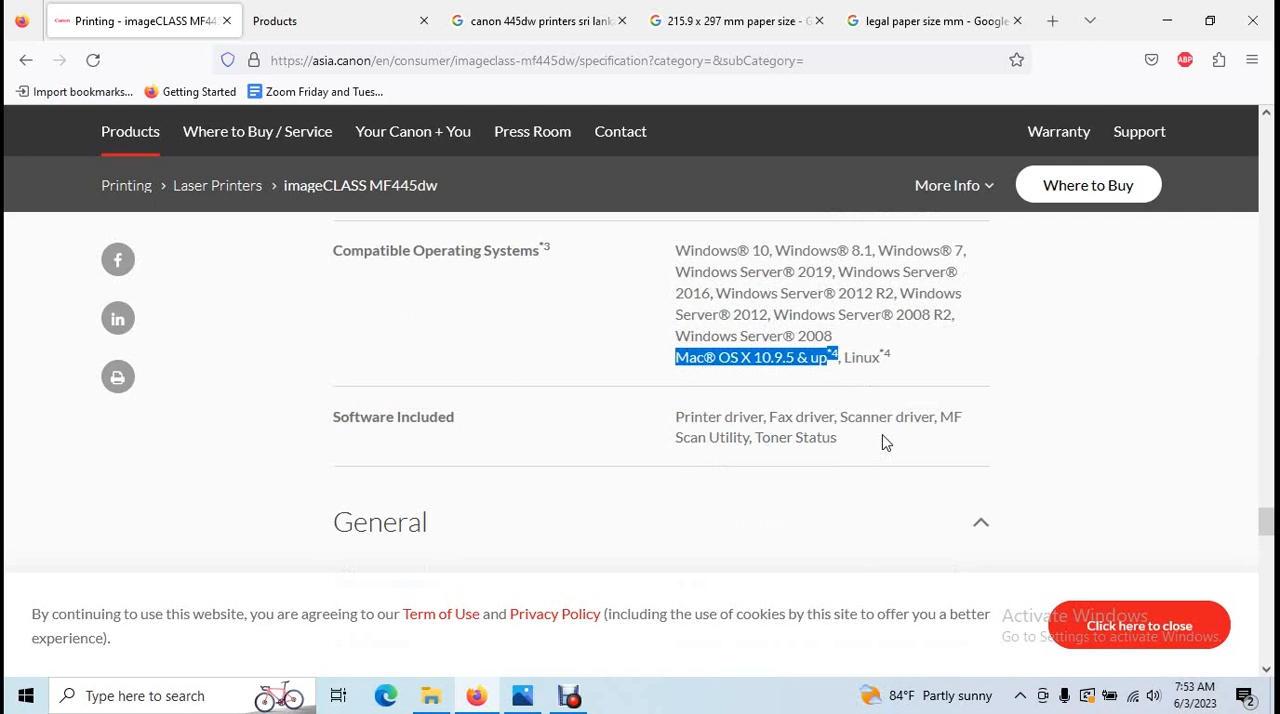 Printing - imageCLASS MF44
Products
canon 445dw printers sri lank
215.9 x 297 mm paper size - G
legal paper size mm - Google
https://asia.canon/en/consumer/imageclass-mf445dw/specification?category=&subCategory=
ABP
Import bookmarks...
Getting Started
Zoom Friday and Tues...
Products
Where to Buy / Service
Your Canon + You
Press Room
Contact
Warranty
Support
Printing › Laser Printers › imageCLASS MF445dw
More Info
Where to Buy
Compatible Operating Systems*3
Windows® 10, Windows® 8.1, Windows® 7,
Windows Server® 2019, Windows Server®
2016, Windows Server® 2012 R2, Windows
Server® 2012, Windows Server® 2008 R2,
Windows Server® 2008
Mac® OS X 10.9.5 & up*4, Linux*4
Software Included
Printer driver, Fax driver, Scanner driver, MF
Scan Utility, Toner Status
General
By continuing to use this website, you are agreeing to our Term of Use and Privacy Policy (including the use of cookies by this site to offer you a better
experience).
Click here to close
Activate Windows
Go to Settings to activate Windows.
Type here to search
84°F Partly sunny
7:53 AM
6/3/2023
2